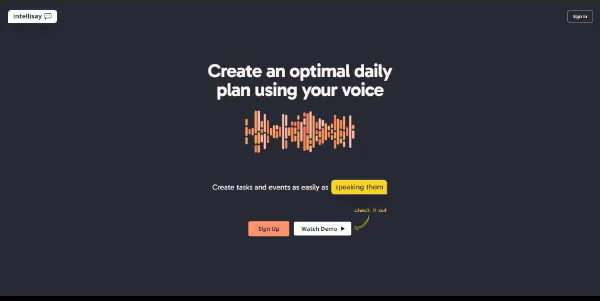 intellisay
Sign In
Create an optimal daily
plan using your voice
Create tasks and events as easily as speaking them
check it out
Sign Up
Watch Demo